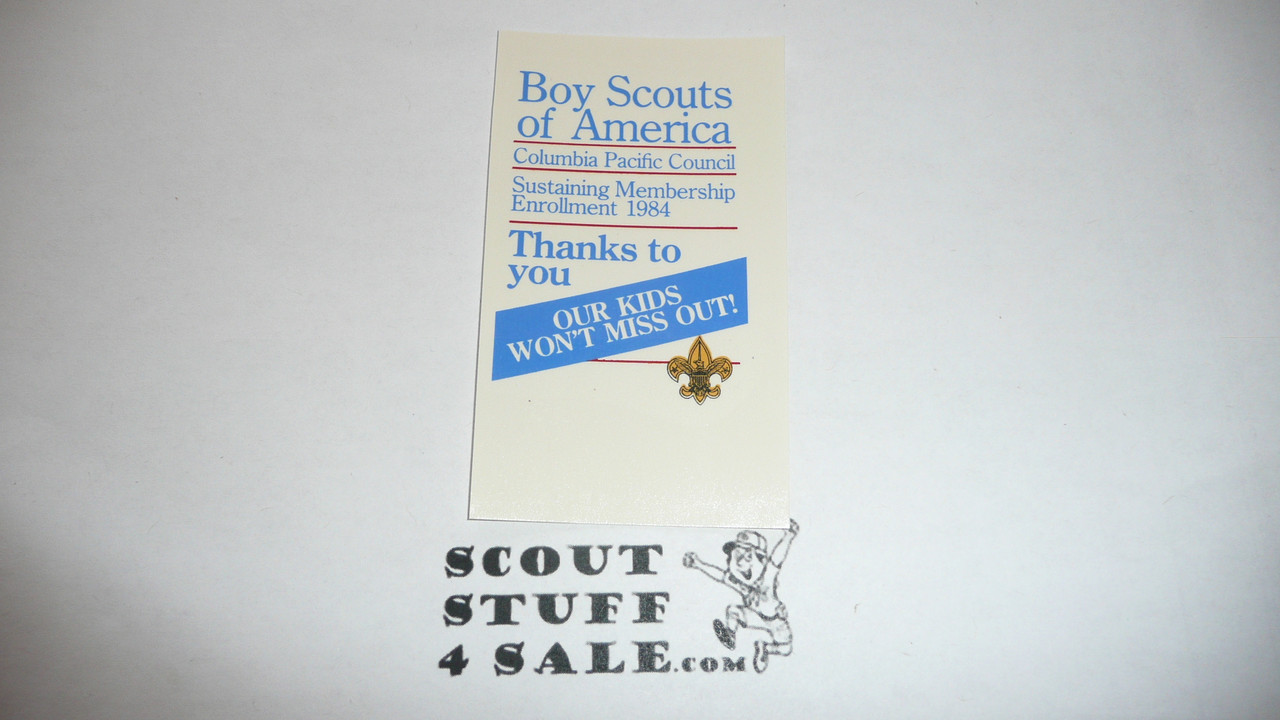 Boy Scouts
of America
Columbia Pacific Council
Sustaining Membership
Enrollment 1984
Thanks to
you
OUR KIDS
WON'T MISS OUT!
SCOUT
STUFF
4 SALE.COM